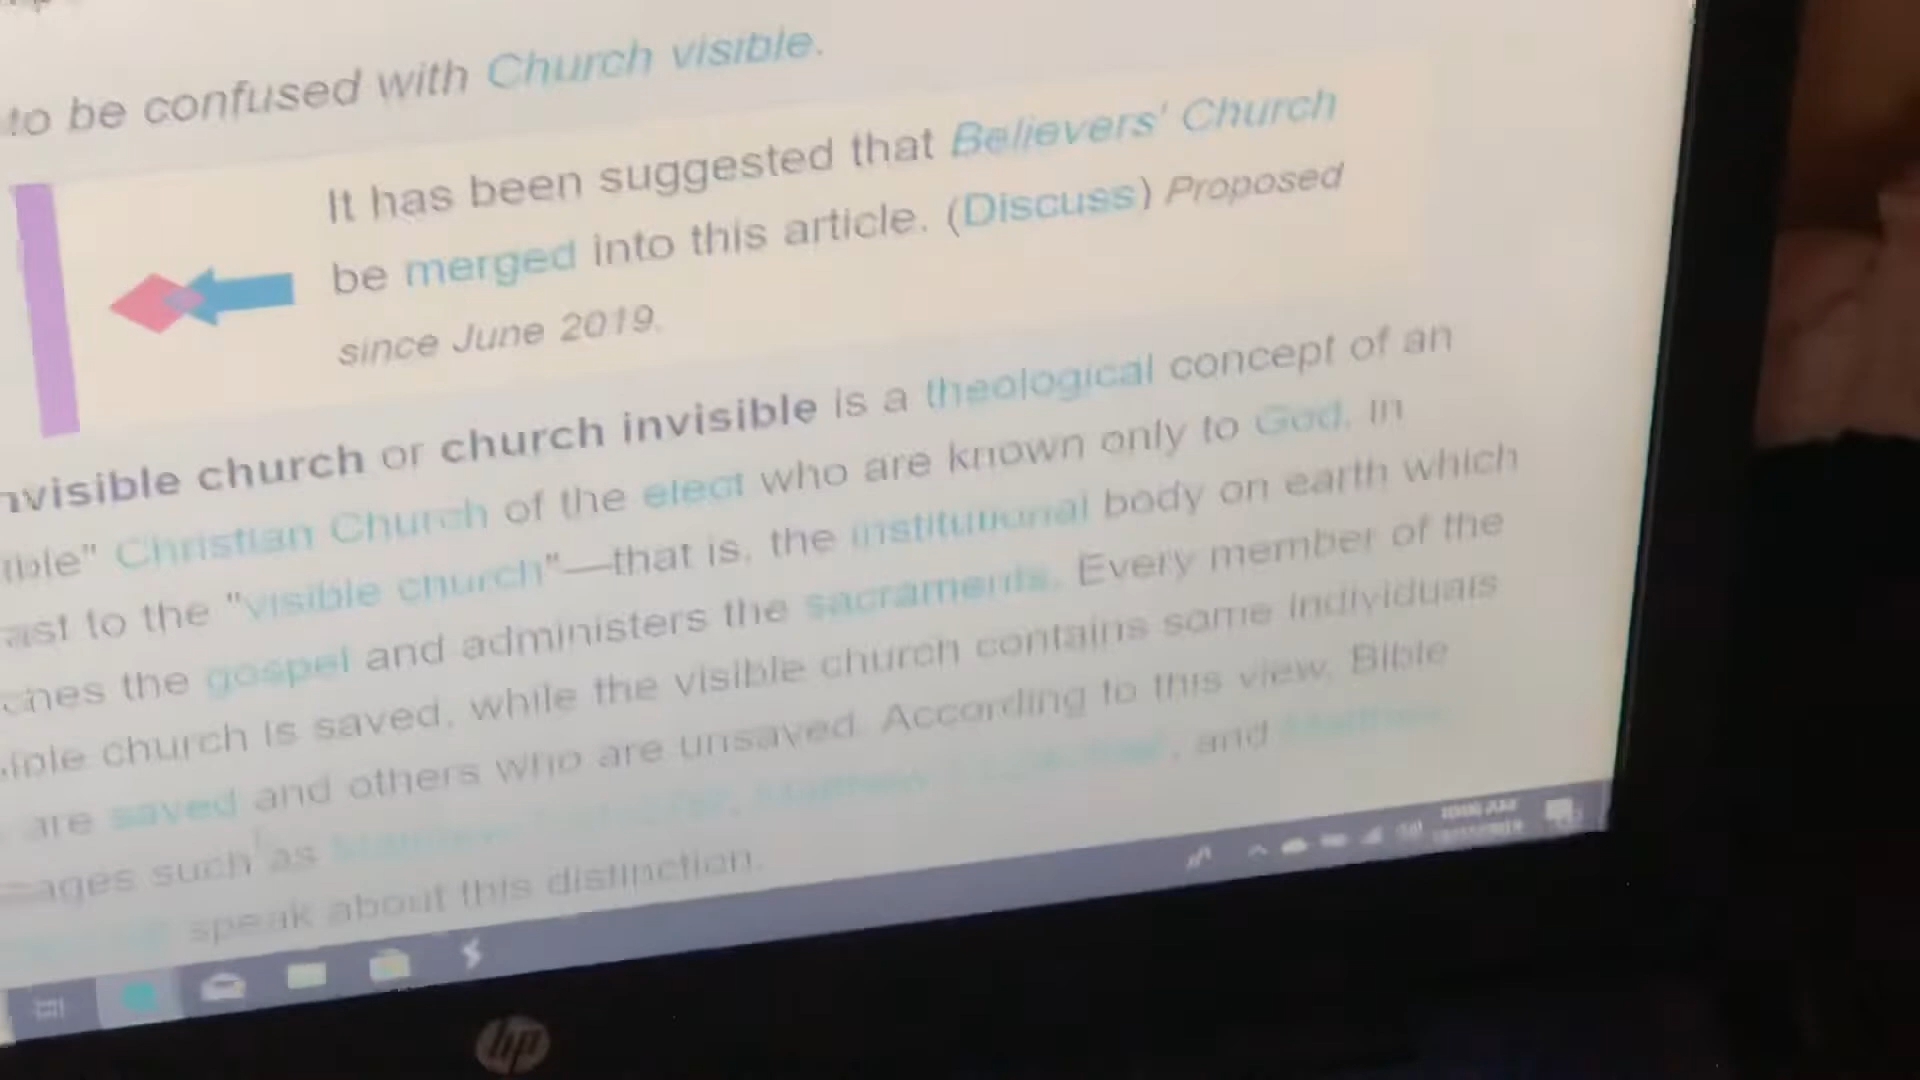 to be confused with Church visible.
It has been suggested that Believers' Church
be merged into this article. (Discuss) Proposed
since June 2019.
nvisible church or church invisible is a theological concept of an
ible" Christian Church of the elect who are known only to God, in
ast to the "visible church"—that is, the institutional body on earth which
ches the gospel and administers the sacraments. Every member of the
ible church is saved, while the visible church contains some individuals
are saved and others who are unsaved. According to this view, Bible
ages such as Matthew , Matthew , and Matthew
speak about this distinction.
hp